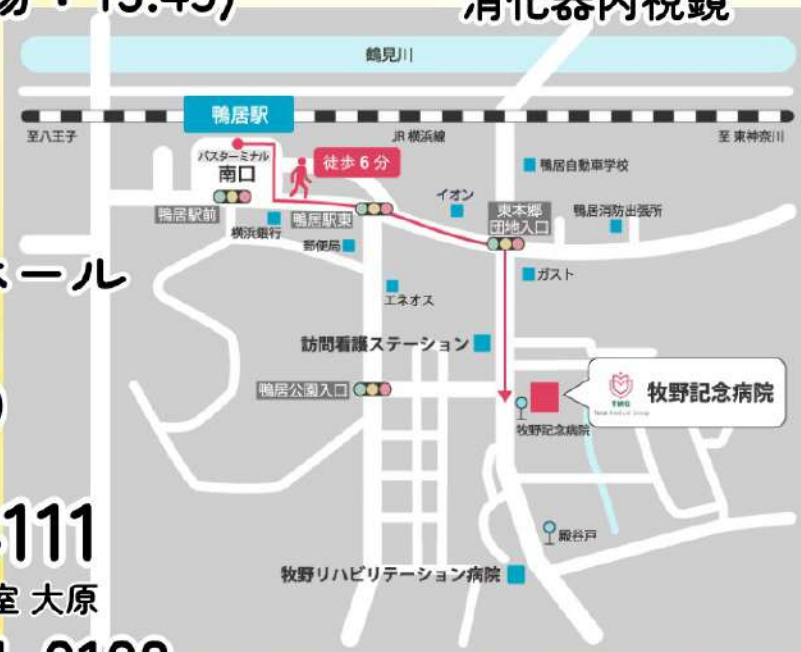 場:13:45)
消化器内視鏡
鶴見川
鴨居駅
至八王子
JR 横浜線
至 東神奈川
バスターミナル
南口
徒歩 6 分
鴨居自動車学校
イオン
東本郷
団地入口
鴨居消防出張所
鴨居駅前
横浜銀行
鴨居駅東
郵便局
ガスト
エネオス
ホール
訪問看護ステーション
鴨居公園入口
TMG
牧野記念病院
牧野記念病院
)
111
殿谷戸
牧野リハビリテーション病院
室 大原